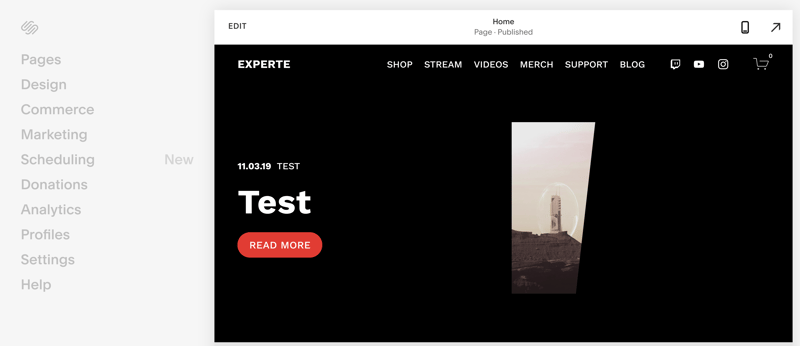 Pages
Design
Commerce
Marketing
Scheduling New
Donations
Analytics
Profiles
Settings
Help
EDIT
Home
Page · Published
EXPERTE SHOP STREAM VIDEOS MERCH SUPPORT BLOG 0
11.03.19 TEST
Test
READ MORE